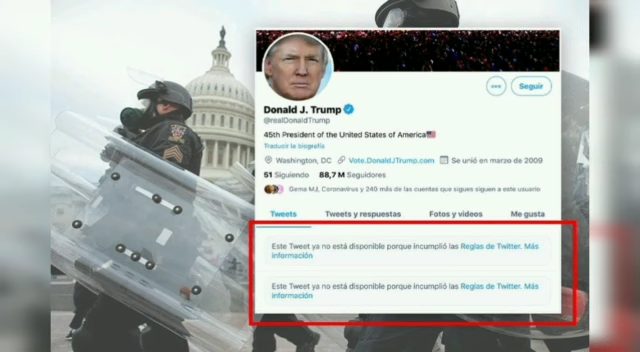 Donald J. Trump
@realDonaldTrump
45th President of the United States of America🇺🇸
Traducir la biografía
Washington, DC Vote.DonaldJTrump.com Se unió en marzo de 2009
51 Siguiendo 88,7 M Seguidores
Gema MJ, Coronavirus y 240 más de las cuentas que sigues siguen a este usuario
Seguir
Tweets Tweets y respuestas Fotos y videos Me gusta
Este Tweet ya no está disponible porque incumplió las Reglas de Twitter. Más
información
Este Tweet ya no está disponible porque incumplió las Reglas de Twitter. Más
información